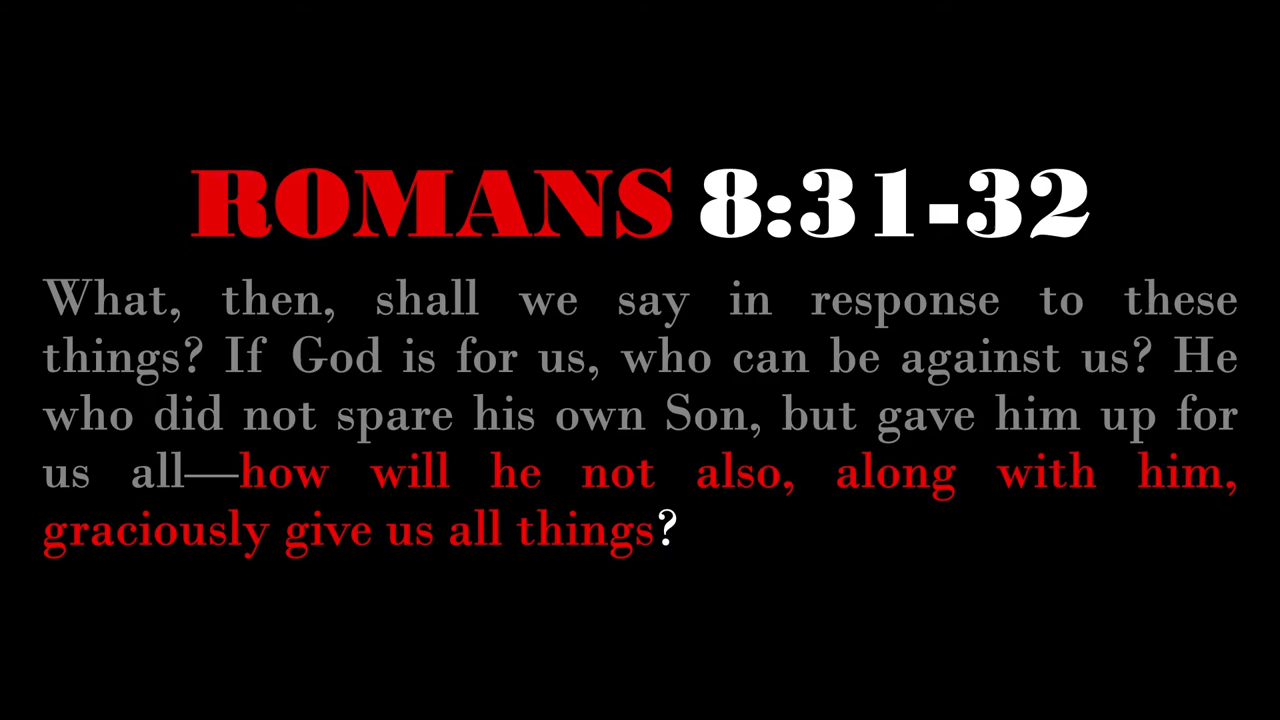 ROMANS 8:31-32
What, then, shall we say in response to these
things? If God is for us, who can be against us? He
who did not spare his own Son, but gave him up for
us all—how will he not also, along with him,
graciously give us all things?